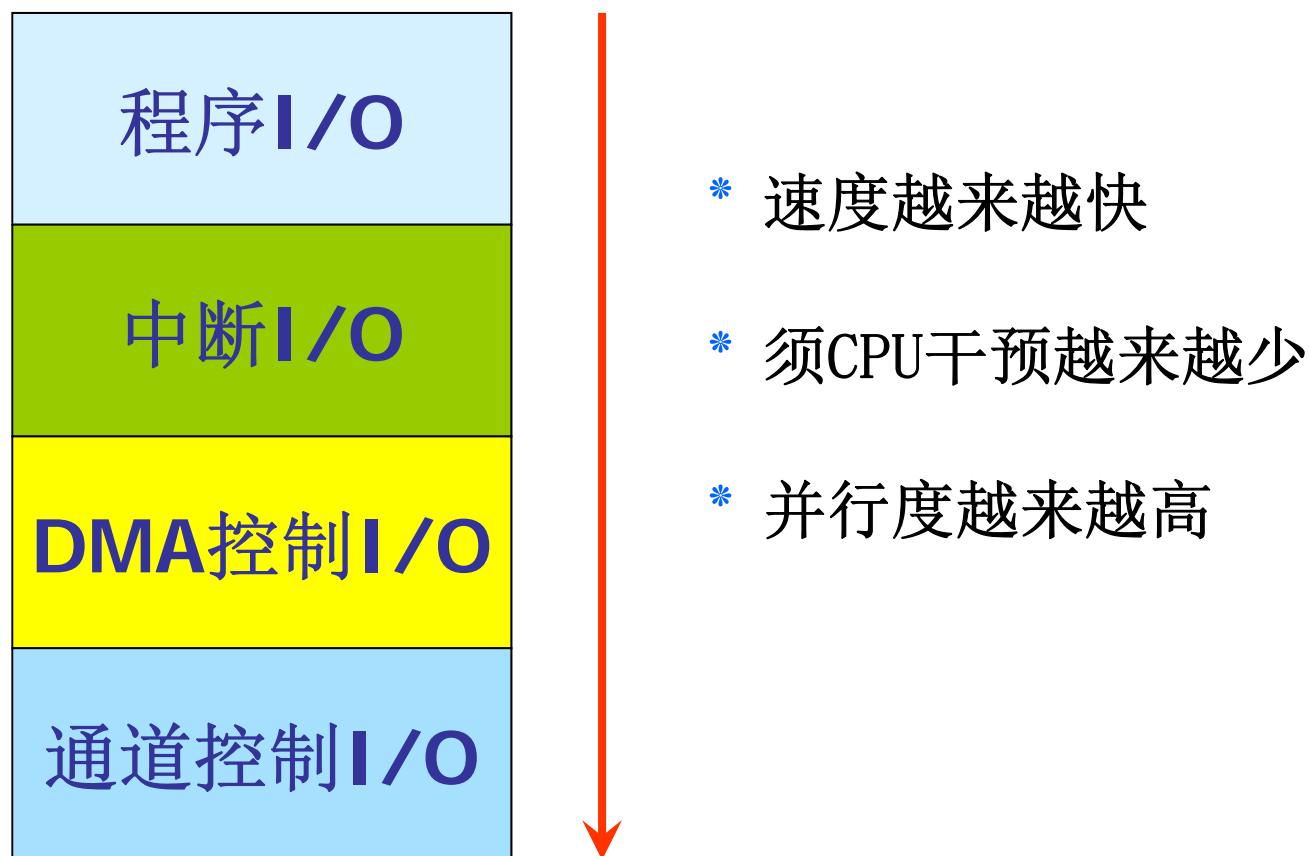 程序I/O
中断I/O
DMA控制I/O
通道控制I/O
* 速度越来越快
* 须CPU干预越来越少
* 并行度越来越高